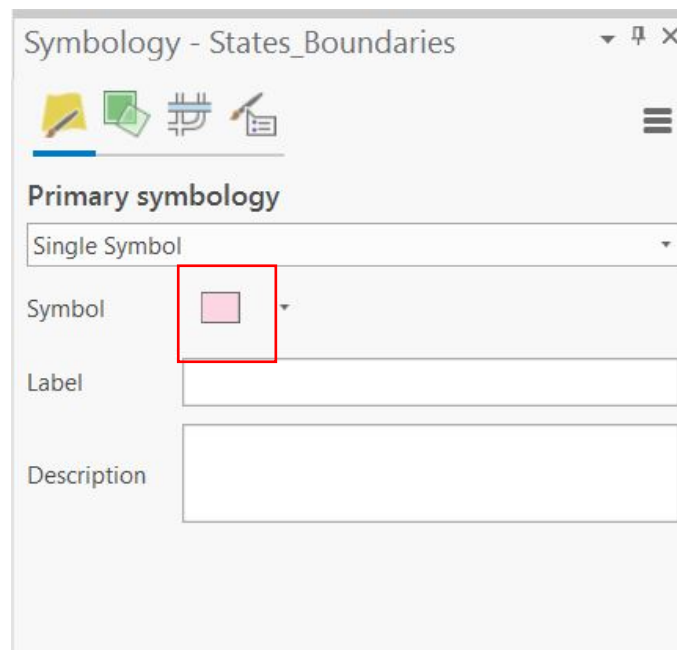 Symbology - States_Boundaries
Primary symbology
Single Symbol
Symbol
Label
Description